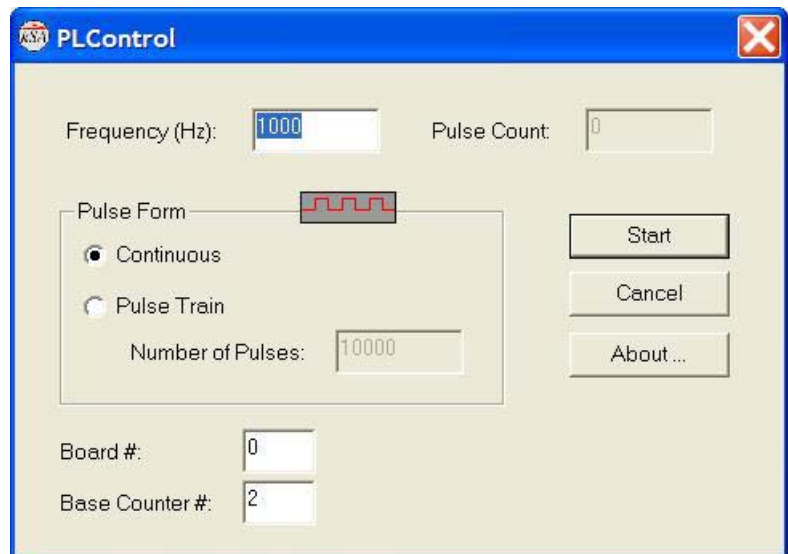 KSA PLControl
Frequency (Hz): 1000 Pulse Count: 0
Pulse Form
Continuous
Pulse Train
Number of Pulses: 10000
Start
Cancel
About ...
Board #: 0
Base Counter #: 2